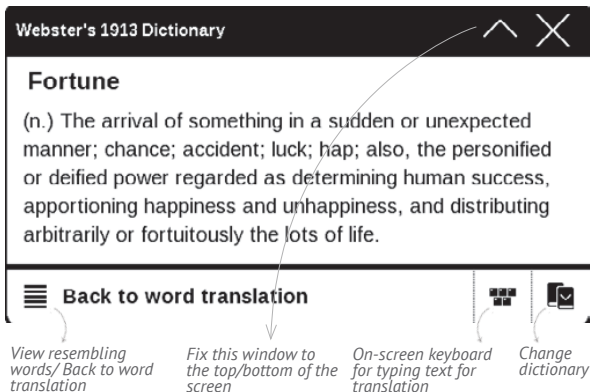 Webster's 1913 Dictionary
Fortune
(n.) The arrival of something in a sudden or unexpected
manner; chance; accident; luck; hap; also, the personified
or deified power regarded as determining human success,
apportioning happiness and unhappiness, and distributing
arbitrarily or fortuitously the lots of life.
Back to word translation
View resembling
words/ Back to word
translation
Fix this window to
the top/bottom of the
screen
On-screen keyboard
for typing text for
translation
Change
dictionary